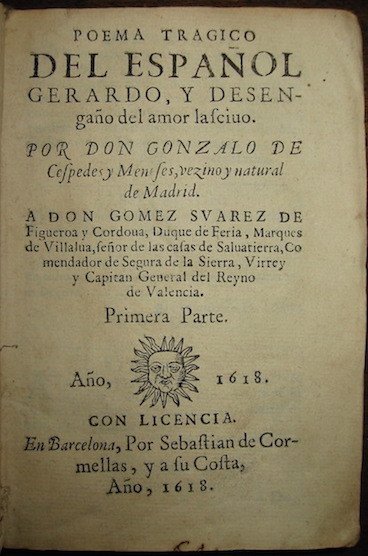 POEMA TRAGICO
DEL ESPAÑOL
GERARDO, Y DESEN-
gaño del amor lasciuo.
POR DON GONZALO DE
Cespedes y Meneses, vezino y natural
de Madrid.
A DON GOMEZ SVAREZ DE
Figueroa y Cordoua, Duque de Feria, Marques
de Villalua, señor de las casas de Saluatierra, Co
mendador de Segura de la Sierra, Virrey
y Capitan General del Reyno
de Valencia.
Primera Parte.
Año, 1618.
CON LICENCIA.
En Barcelona, Por Sebastian de Cor-
mellas, y a su Costa,
Año, 1618.